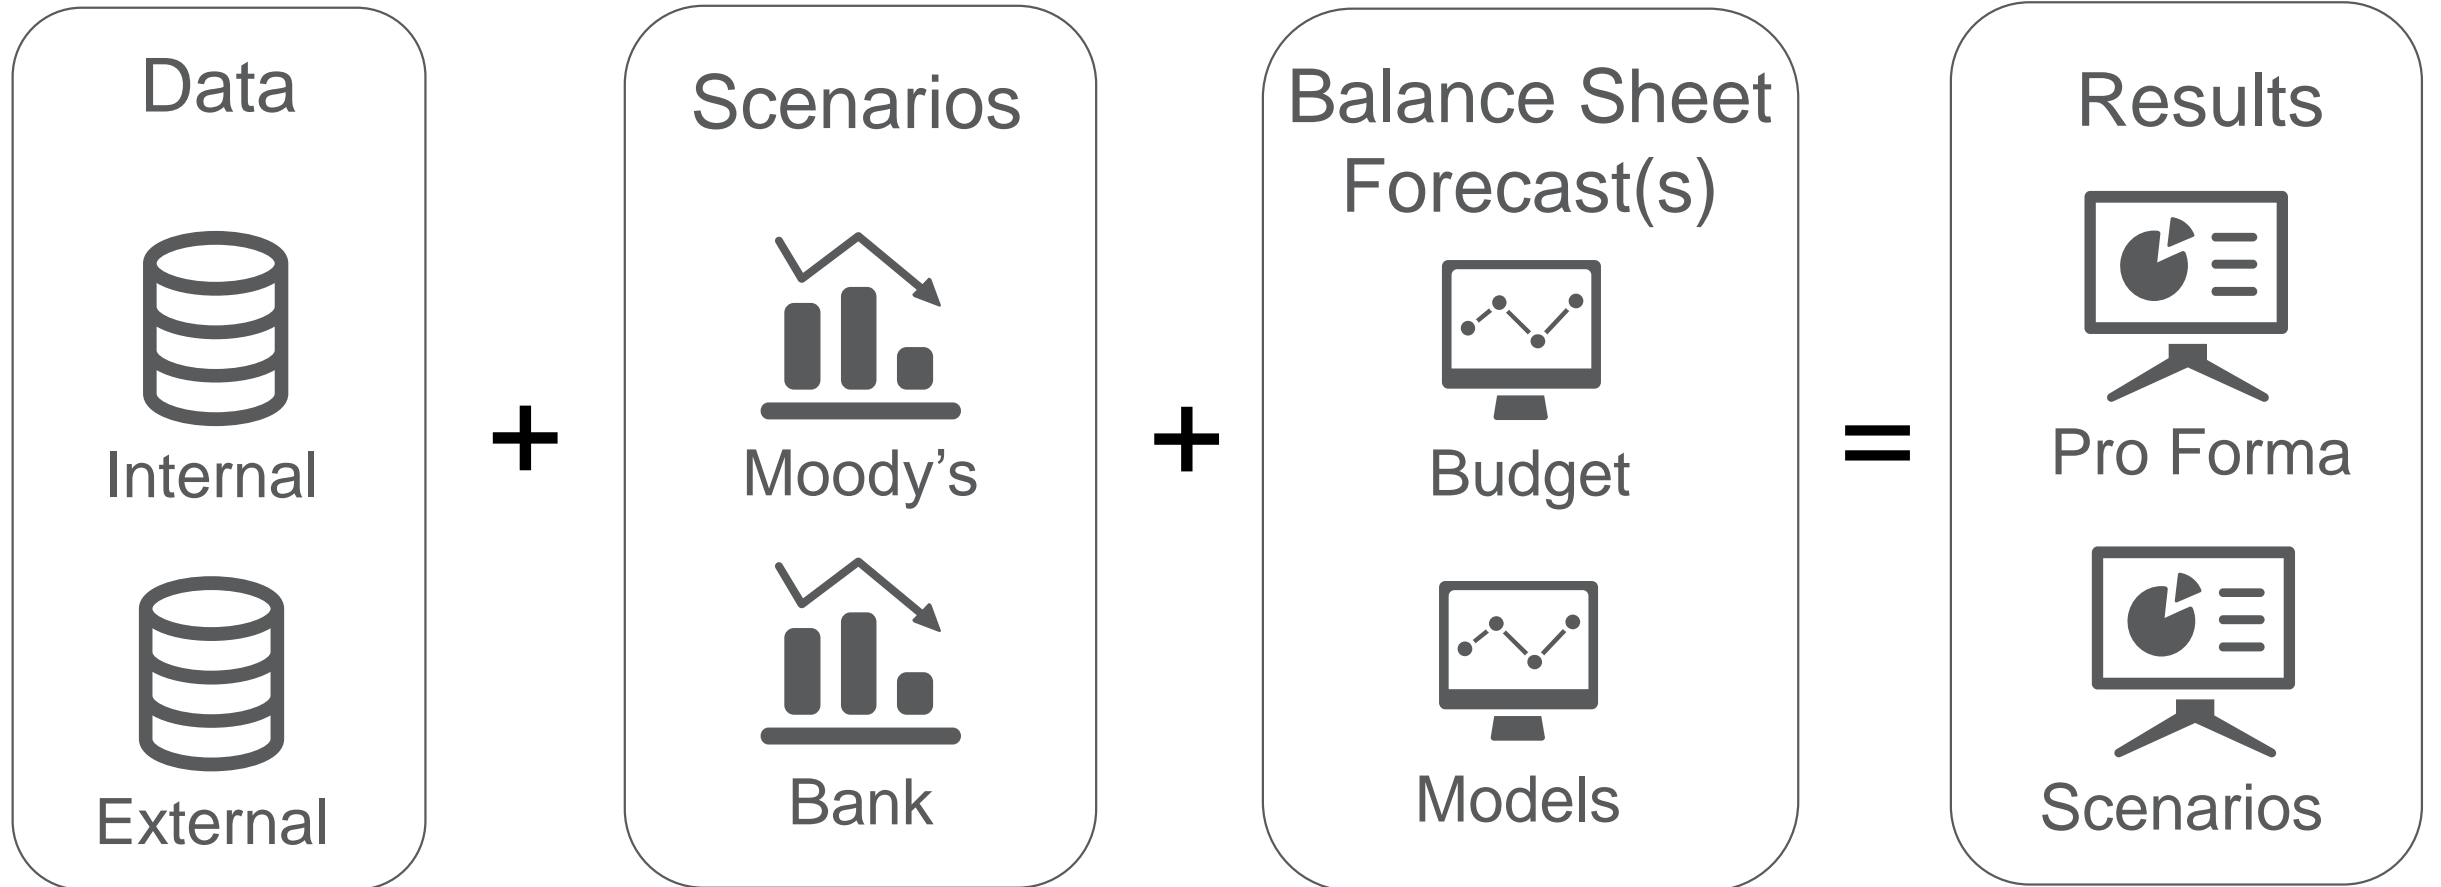 Data
Internal
External
+
Scenarios
Moody’s
Bank
+
Balance Sheet
Forecast(s)
Budget
Models
=
Results
Pro Forma
Scenarios